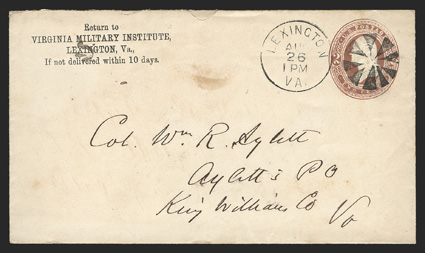 Return to
VIRGINIA MILITARY INSTITUTE,
LEXINGTON, Va.,
If not delivered within 10 days.
LEXINGTON
26
1 PM
VA.
POSTAGE
Col. Wm R. Aylett
Aylett's P O
King William Co
Va